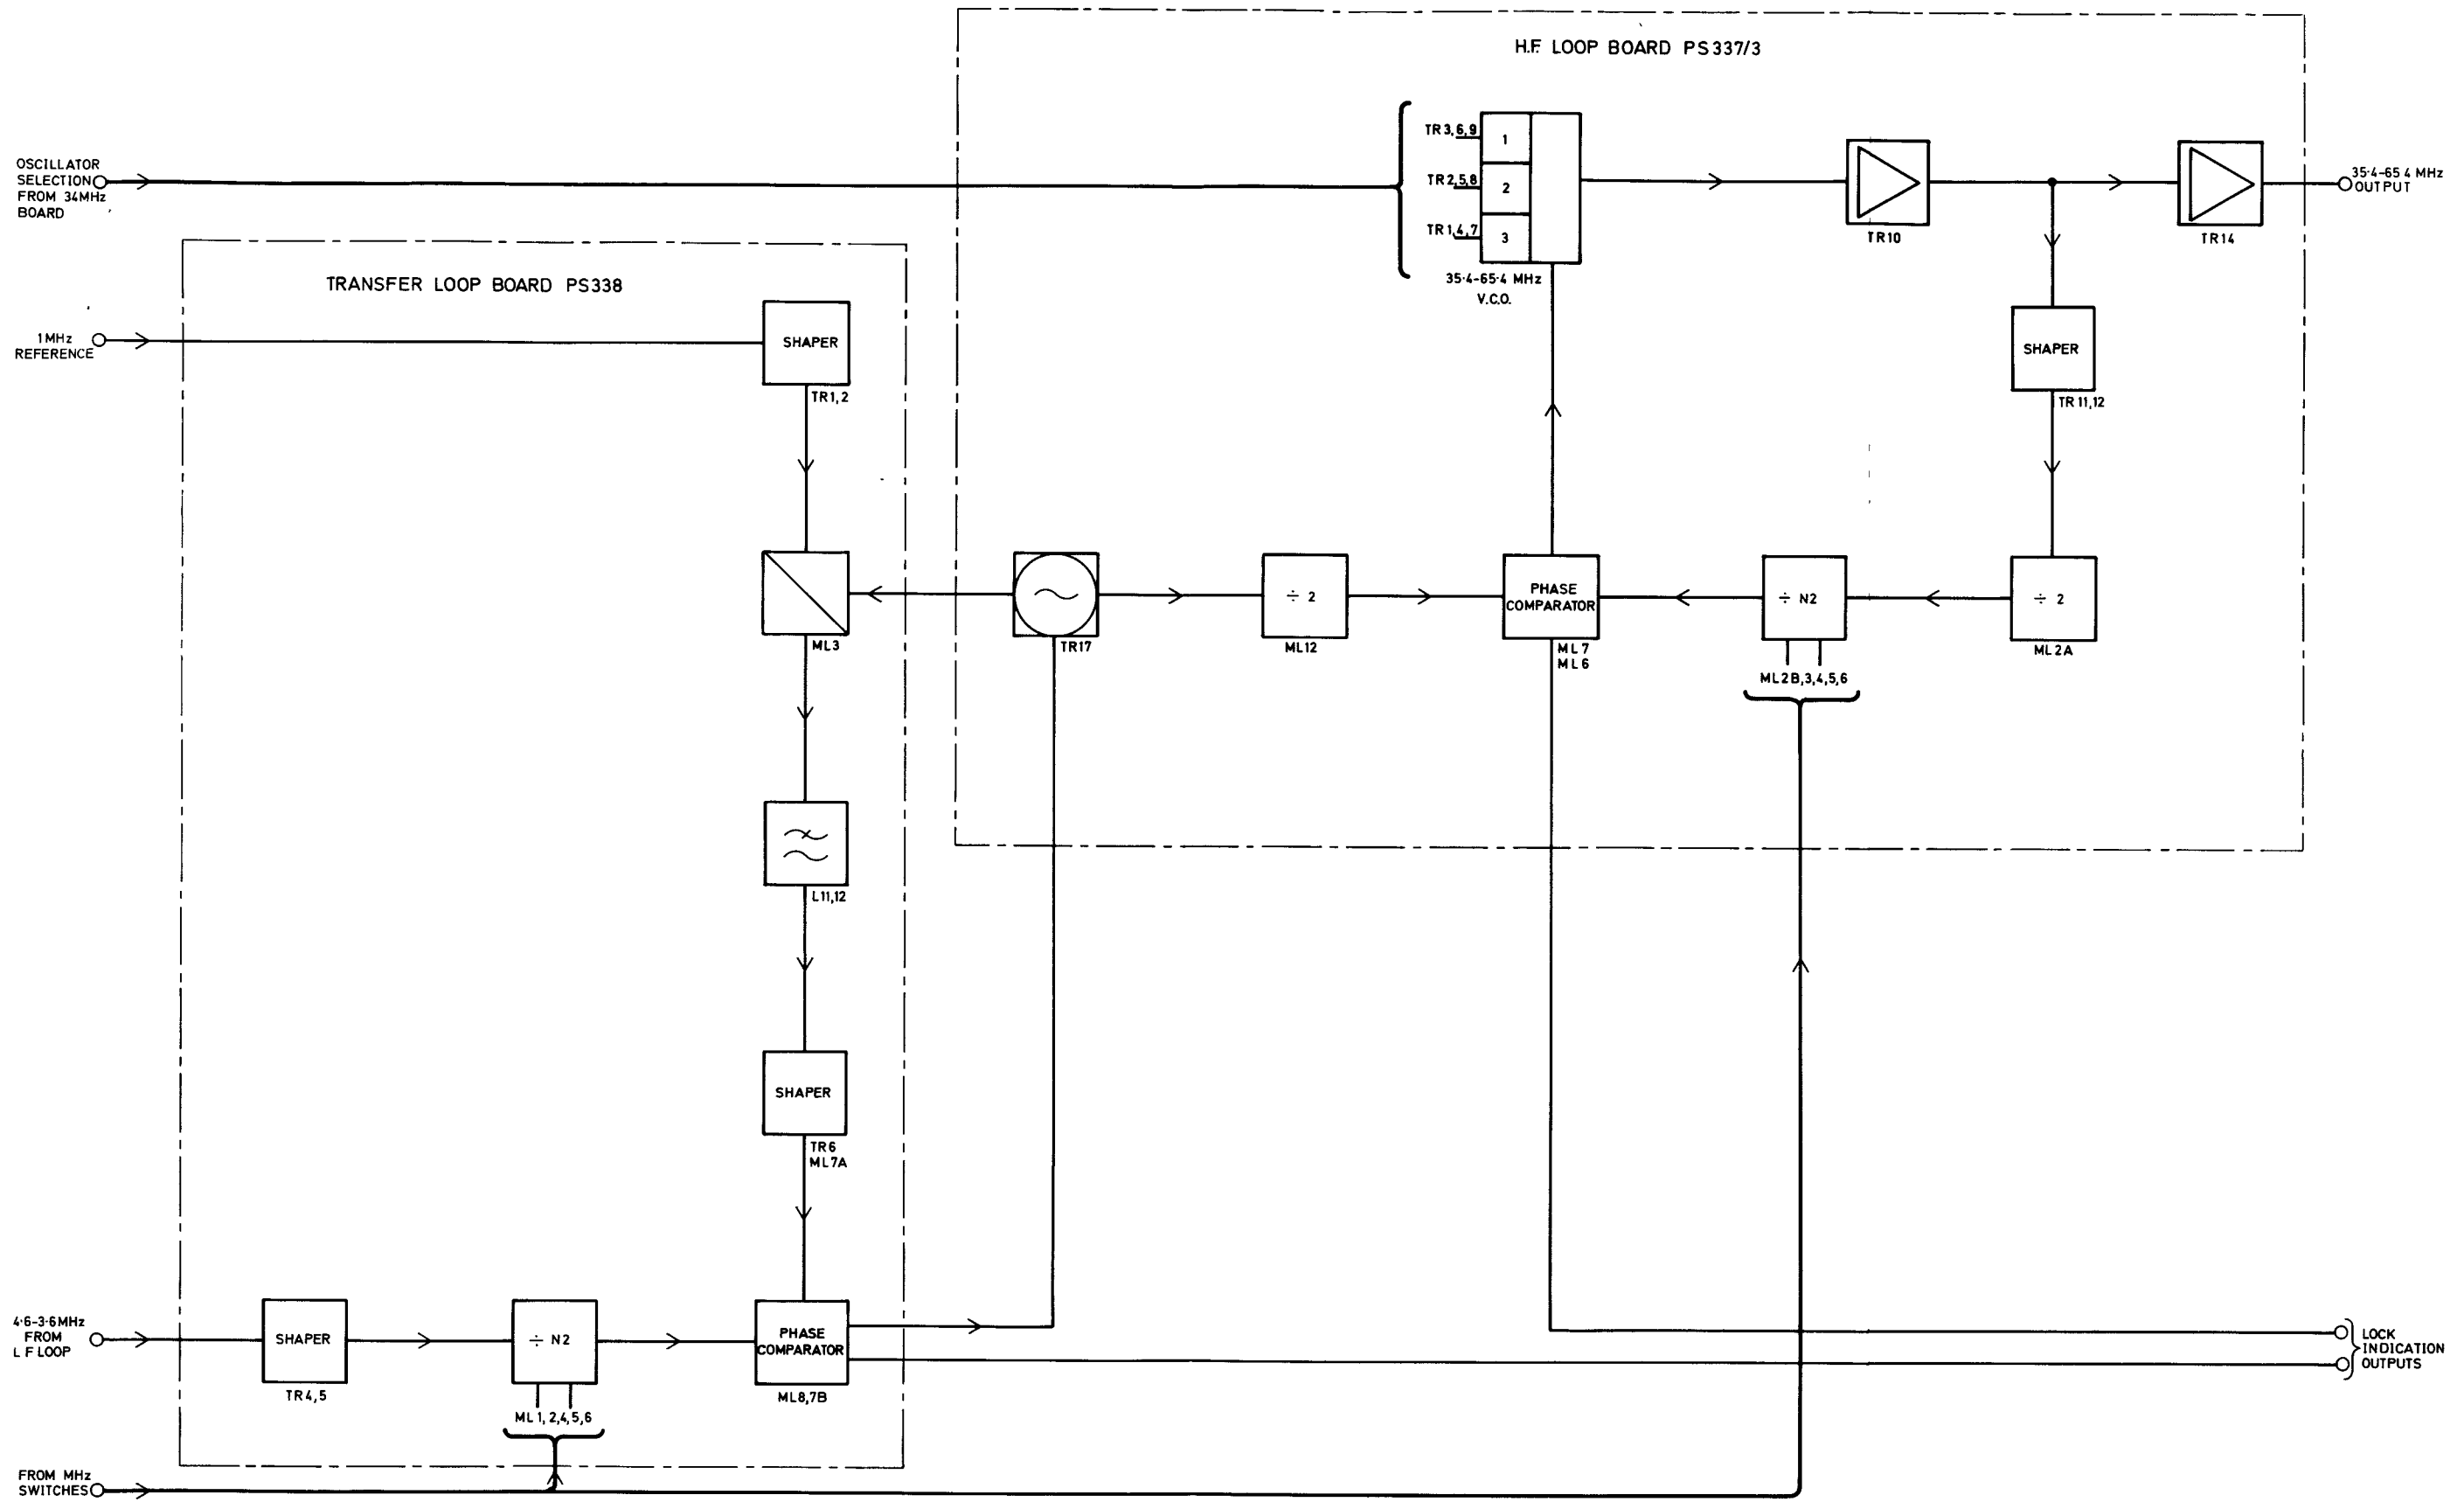 H.F. LOOP BOARD PS337/3
OSCILLATOR
SELECTION
FROM 34MHz
BOARD
TR3,6,9
1
TR2,5,8
2
TR1,4,7
3
35·4-65·4 MHz
V.C.O.
TR10
TR14
35·4-65 4 MHz
OUTPUT
TRANSFER LOOP BOARD PS338
1MHz
REFERENCE
SHAPER
TR1,2
SHAPER
TR11,12
ML3
TR17
÷ 2
ML12
PHASE
COMPARATOR
ML7
ML6
÷ N2
ML2B,3,4,5,6
÷ 2
ML2A
L11,12
SHAPER
TR6
ML7A
4·6-3·6MHz
FROM
L F LOOP
SHAPER
TR4,5
÷ N2
ML1,2,4,5,6
PHASE
COMPARATOR
ML8,7B
LOCK
INDICATION
OUTPUTS
FROM MHz
SWITCHES